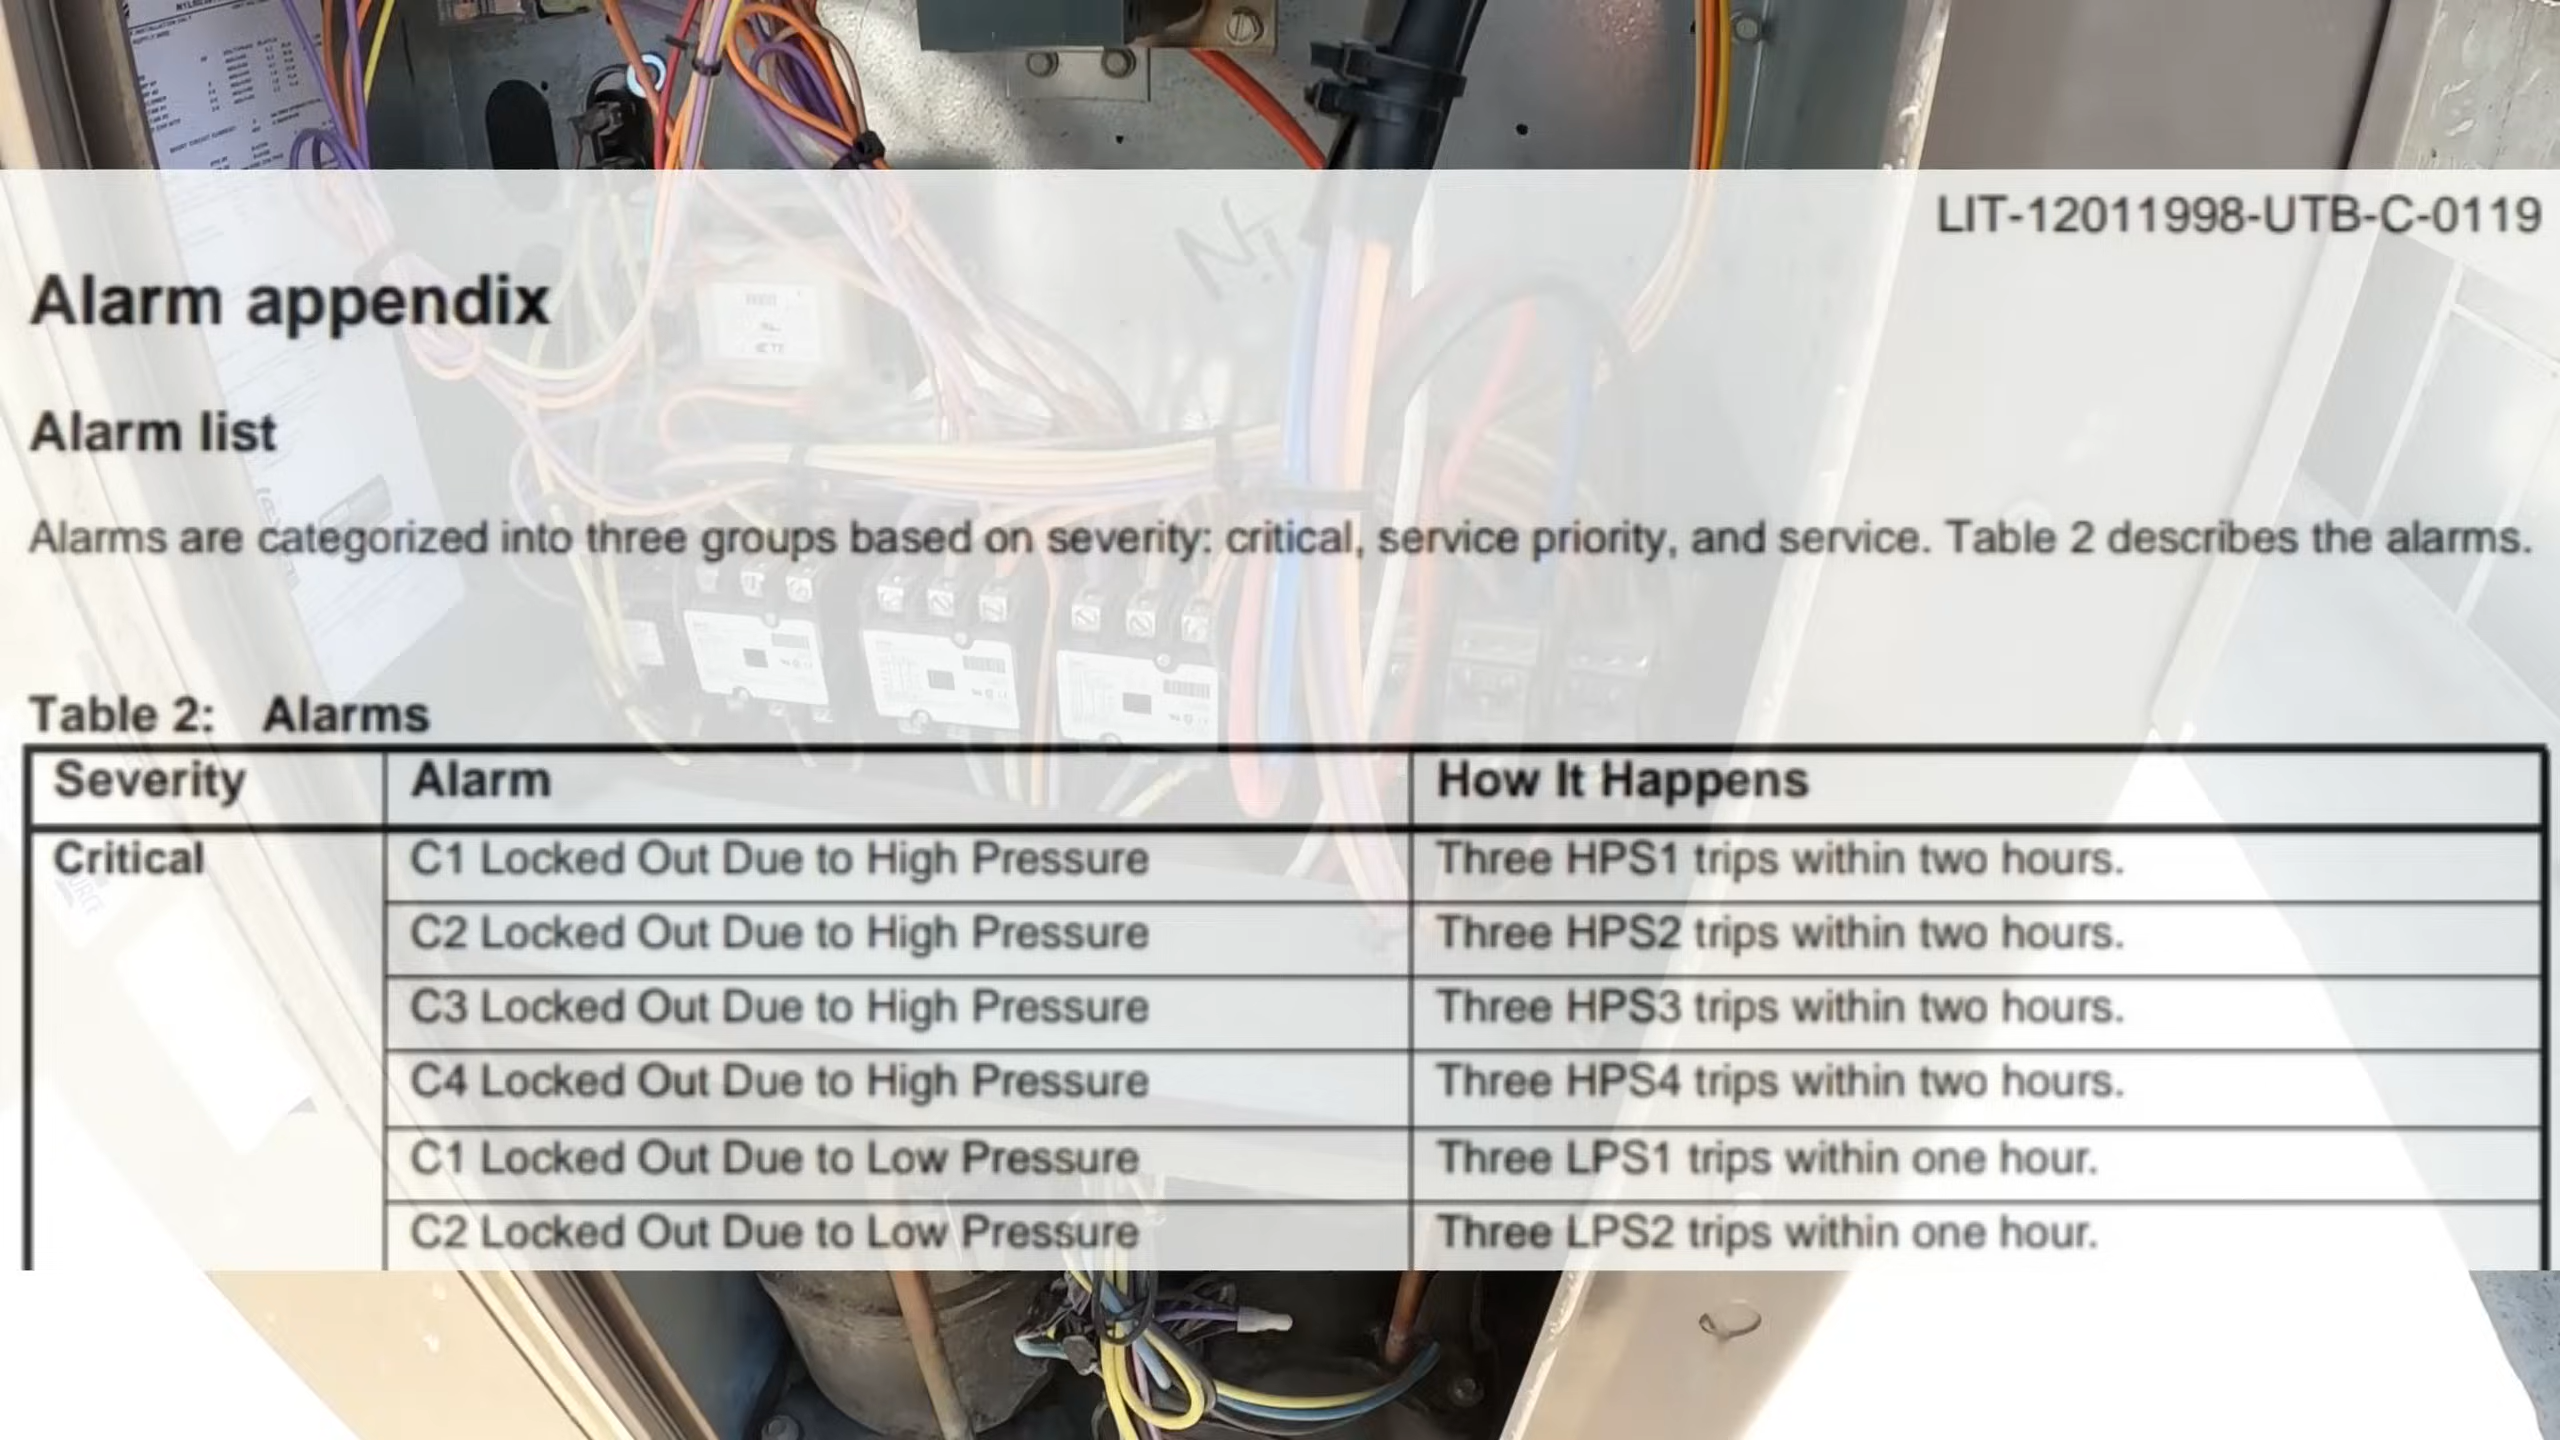 LIT-12011998-UTB-C-0119
Alarm appendix
Alarm list
Alarms are categorized into three groups based on severity: critical, service priority, and service. Table 2 describes the alarms.
Table 2: Alarms
Severity Alarm How It Happens
Critical C1 Locked Out Due to High Pressure Three HPS1 trips within two hours.
C2 Locked Out Due to High Pressure Three HPS2 trips within two hours.
C3 Locked Out Due to High Pressure Three HPS3 trips within two hours.
C4 Locked Out Due to High Pressure Three HPS4 trips within two hours.
C1 Locked Out Due to Low Pressure Three LPS1 trips within one hour.
C2 Locked Out Due to Low Pressure Three LPS2 trips within one hour.